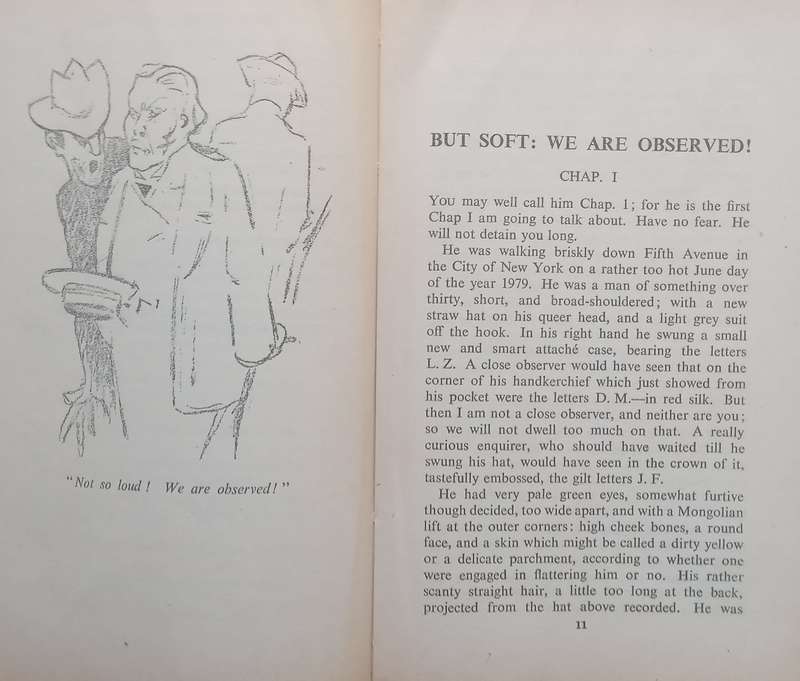 "Not so loud! We are observed!"
BUT SOFT: WE ARE OBSERVED!
CHAP. I
YOU may well call him Chap. 1; for he is the first
Chap I am going to talk about. Have no fear. He
will not detain you long.
He was walking briskly down Fifth Avenue in
the City of New York on a rather too hot June day
of the year 1979. He was a man of something over
thirty, short, and broad-shouldered; with a new
straw hat on his queer head, and a light grey suit
off the hook. In his right hand he swung a small
new and smart attaché case, bearing the letters
L. Z. A close observer would have seen that on the
corner of his handkerchief which just showed from
his pocket were the letters D. M.—in red silk. But
then I am not a close observer, and neither are you;
so we will not dwell too much on that. A really
curious enquirer, who should have waited till he
swung his hat, would have seen in the crown of it,
tastefully embossed, the gilt letters J. F.
He had very pale green eyes, somewhat furtive
though decided, too wide apart, and with a Mongolian
lift at the outer corners: high cheek bones, a round
face, and a skin which might be called a dirty yellow
or a delicate parchment, according to whether one
were engaged in flattering him or no. His rather
scanty straight hair, a little too long at the back,
projected from the hat above recorded. He was
11